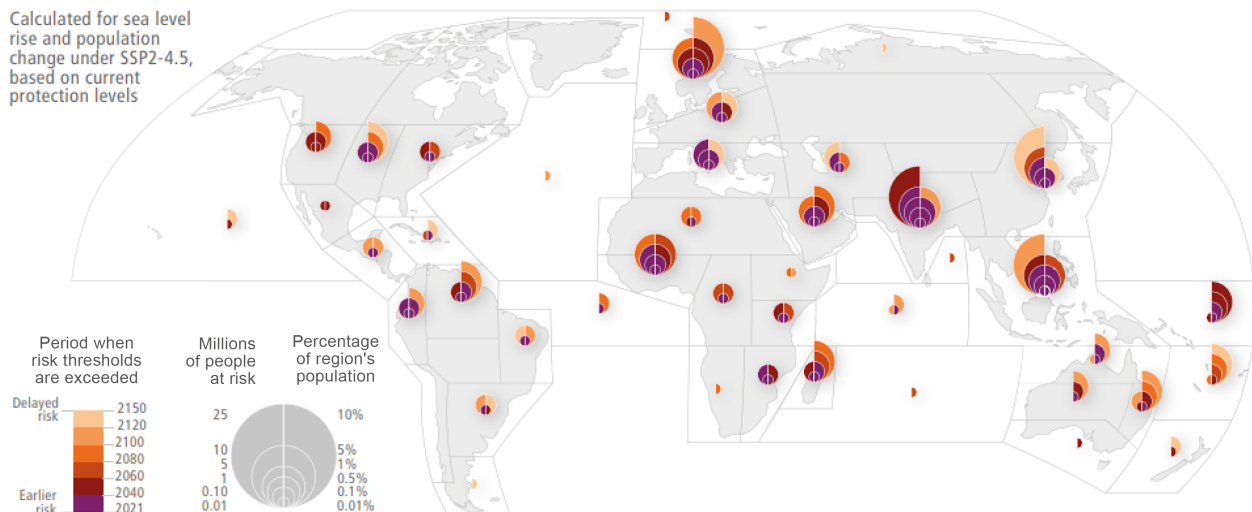 Calculated for sea level
rise and population
change under SSP2-4.5,
based on current
protection levels
Period when
risk thresholds
are exceeded
Delayed
risk
2150
2120
2100
2080
2060
2040
2021
Earlier
risk
Millions
of people
at risk
25
10
5
1
0.10
0.01
Percentage
of region's
population
10%
5%
1%
0.5%
0.1%
0.01%